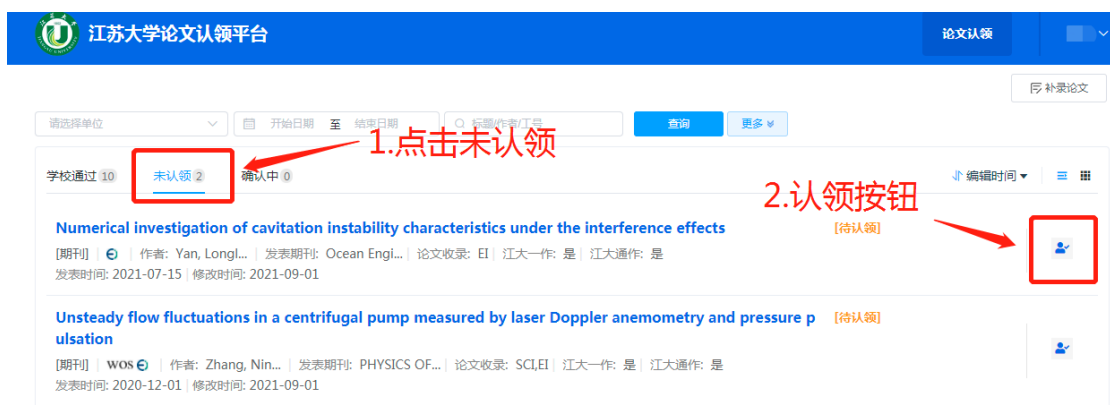 江苏大学论文认领平台
论文认领
补录论文
请选择单位
开始日期 至 结束日期
标题/作者/工号
查询
更多
1.点击未认领
学校通过 10
未认领 2
确认中 0
编辑时间
2.认领按钮
Numerical investigation of cavitation instability characteristics under the interference effects
[待认领]
[期刊] 作者: Yan, Longl... 发表期刊: Ocean Engi... 论文收录: EI 江大一作: 是 江大通作: 是
发表时间: 2021-07-15 修改时间: 2021-09-01
Unsteady flow fluctuations in a centrifugal pump measured by laser Doppler anemometry and pressure p
ulsation
[待认领]
[期刊] WOS 作者: Zhang, Nin... 发表期刊: PHYSICS OF... 论文收录: SCI,EI 江大一作: 是 江大通作: 是
发表时间: 2020-12-01 修改时间: 2021-09-01